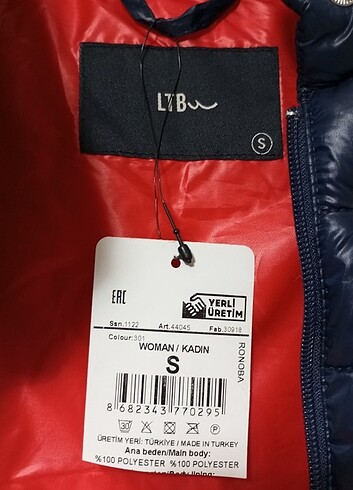 LTB
S
EAC
YERLİ
ÜRETİM
Ssn.1122 Art.44045 Fab.30918
Colour:301
RONOBA
WOMAN / KADIN
S
8 682343 770295
30 P
ÜRETİM YERİ: TÜRKİYE / MADE IN TURKEY
Ana beden/Main body:
%100 POLYESTER %100 POLYESTER